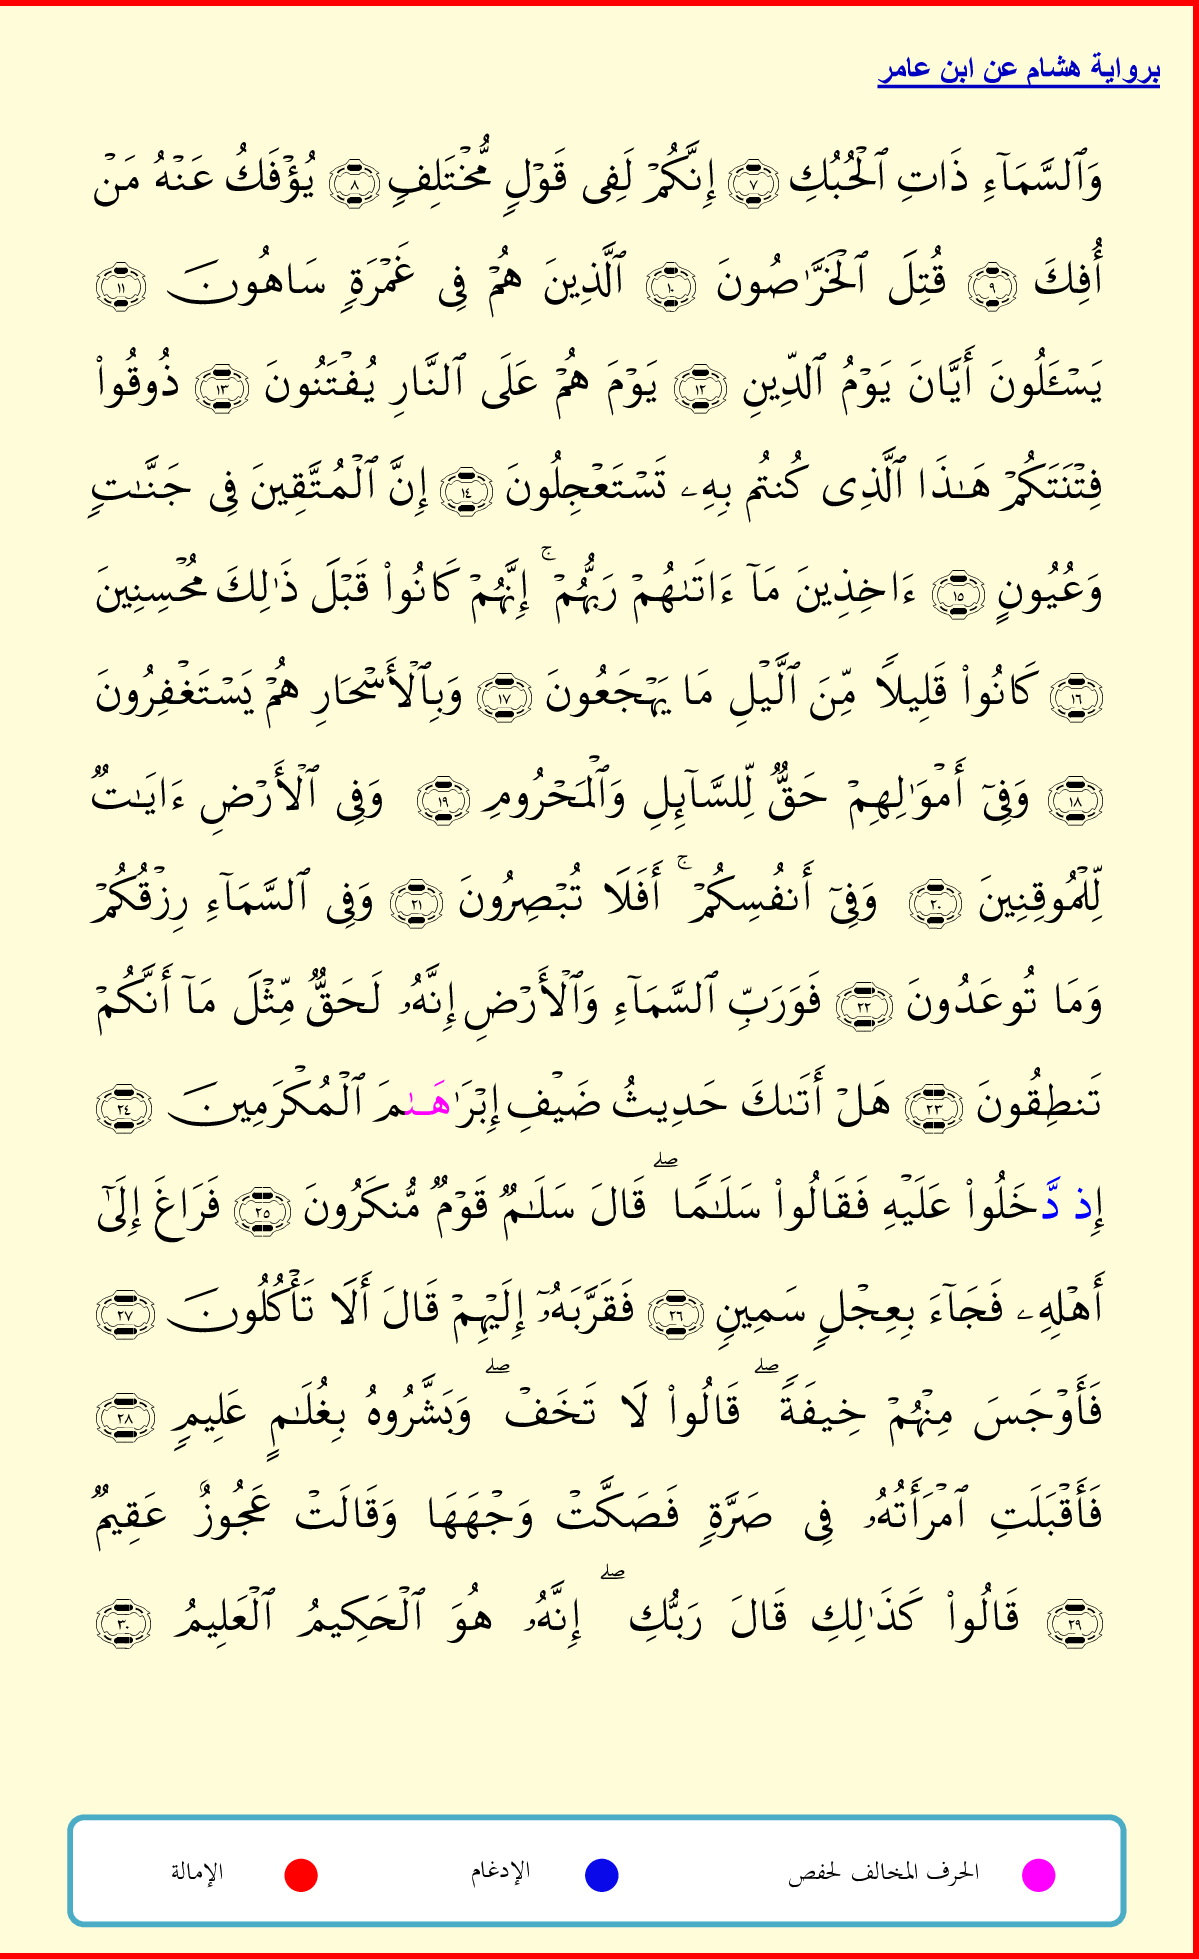 برواية هشام عن ابن عامر
وَٱلسَّمَآءِ ذَاتِ ٱلْحُبُكِ ٧ إِنَّكُمْ لَفِى قَوْلٍ مُّخْتَلِفٍ ٨ يُؤْفَكُ عَنْهُ مَنْ
أُفِكَ ٩ قُتِلَ ٱلْخَرَّٰصُونَ ١٠ ٱلَّذِينَ هُمْ فِى غَمْرَةٍ سَاهُونَ ١١
يَسْـَٔلُونَ أَيَّانَ يَوْمُ ٱلدِّينِ ١٢ يَوْمَ هُمْ عَلَى ٱلنَّارِ يُفْتَنُونَ ١٣ ذُوقُوا۟
فِتْنَتَكُمْ هَـٰذَا ٱلَّذِى كُنتُم بِهِۦ تَسْتَعْجِلُونَ ١٤ إِنَّ ٱلْمُتَّقِينَ فِى جَنَّـٰتٍ
وَعُيُونٍ ١٥ ءَاخِذِينَ مَآ ءَاتَىٰهُمْ رَبُّهُمْ ۚ إِنَّهُمْ كَانُوا۟ قَبْلَ ذَٰلِكَ مُحْسِنِينَ
١٦ كَانُوا۟ قَلِيلًا مِّنَ ٱلَّيْلِ مَا يَهْجَعُونَ ١٧ وَبِٱلْأَسْحَارِ هُمْ يَسْتَغْفِرُونَ
١٨ وَفِىٓ أَمْوَٰلِهِمْ حَقٌّ لِّلسَّآئِلِ وَٱلْمَحْرُومِ ١٩ وَفِى ٱلْأَرْضِ ءَايَـٰتٌ
لِّلْمُوقِنِينَ ٢٠ وَفِىٓ أَنفُسِكُمْ ۚ أَفَلَا تُبْصِرُونَ ٢١ وَفِى ٱلسَّمَآءِ رِزْقُكُمْ
وَمَا تُوعَدُونَ ٢٢ فَوَرَبِّ ٱلسَّمَآءِ وَٱلْأَرْضِ إِنَّهُۥ لَحَقٌّ مِّثْلَ مَآ أَنَّكُمْ
تَنطِقُونَ ٢٣ هَلْ أَتَىٰكَ حَدِيثُ ضَيْفِ إِبْرَٰهَـٰمَ ٱلْمُكْرَمِينَ ٢٤
إِذ دَّخَلُوا۟ عَلَيْهِ فَقَالُوا۟ سَلَـٰمًا ۖ قَالَ سَلَـٰمٌ قَوْمٌ مُّنكَرُونَ ٢٥ فَرَاغَ إِلَىٰٓ
أَهْلِهِۦ فَجَآءَ بِعِجْلٍ سَمِينٍ ٢٦ فَقَرَّبَهُۥٓ إِلَيْهِمْ قَالَ أَلَا تَأْكُلُونَ ٢٧
فَأَوْجَسَ مِنْهُمْ خِيفَةً ۖ قَالُوا۟ لَا تَخَفْ ۖ وَبَشَّرُوهُ بِغُلَـٰمٍ عَلِيمٍ ٢٨
فَأَقْبَلَتِ ٱمْرَأَتُهُۥ فِى صَرَّةٍ فَصَكَّتْ وَجْهَهَا وَقَالَتْ عَجُوزٌ عَقِيمٌ
٢٩ قَالُوا۟ كَذَٰلِكِ قَالَ رَبُّكِ ۖ إِنَّهُۥ هُوَ ٱلْحَكِيمُ ٱلْعَلِيمُ ٣٠
الحرف المخالف لحفص الإدغام الإمالة